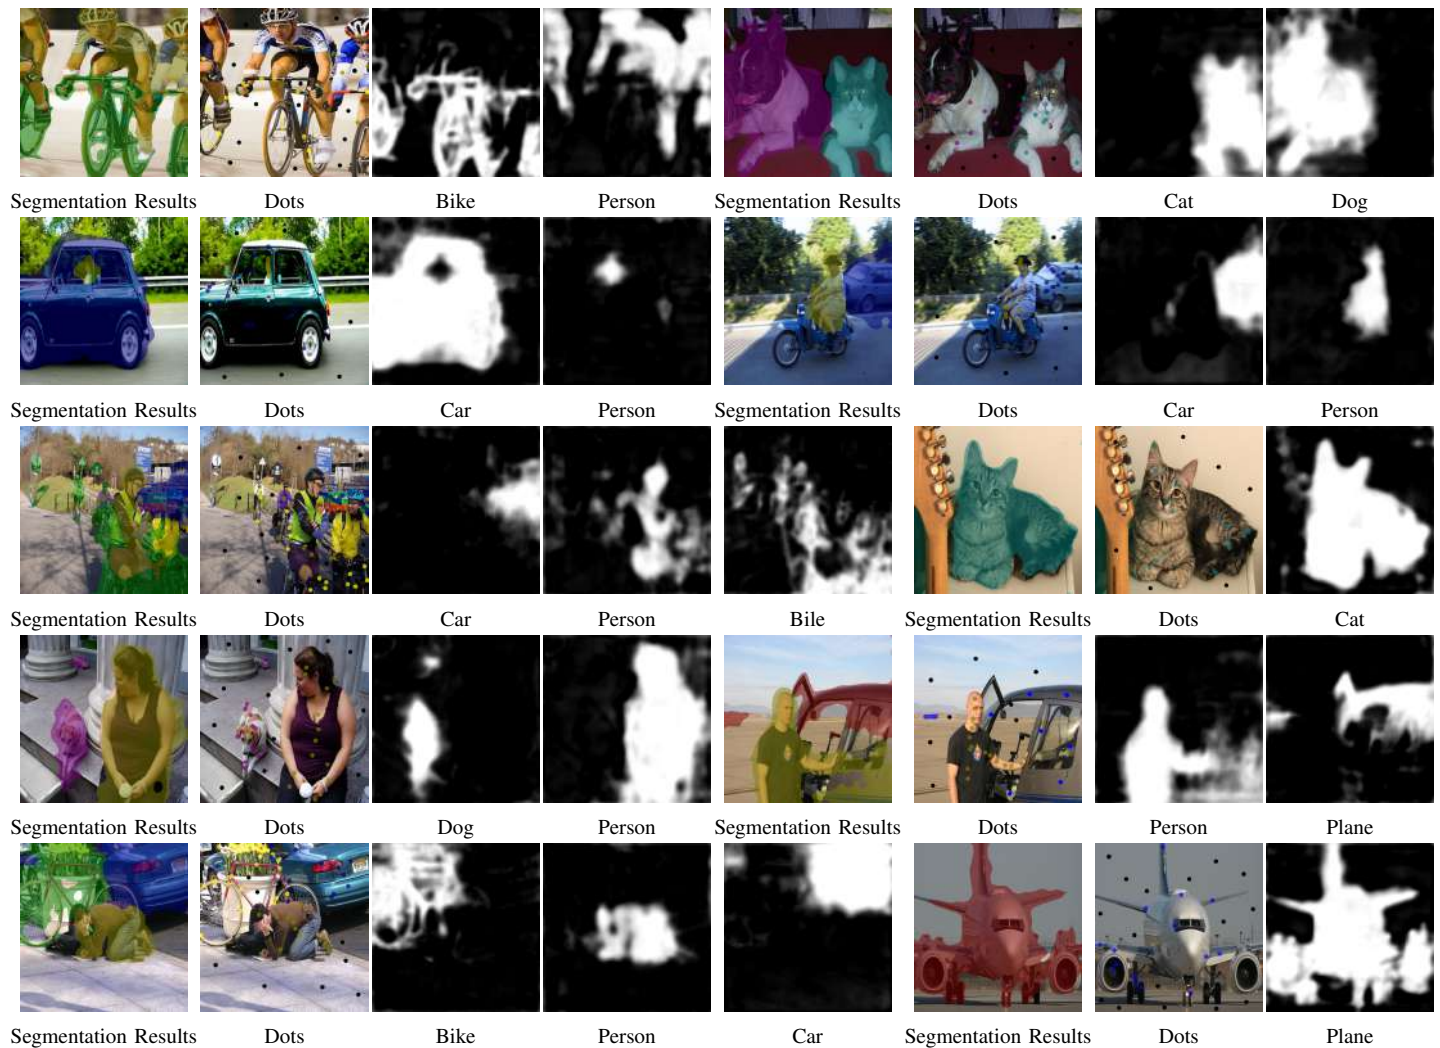 Segmentation Results Dots Bike Person Segmentation Results Dots Cat Dog
Segmentation Results Dots Car Person Segmentation Results Dots Car Person
Segmentation Results Dots Car Person Bile Segmentation Results Dots Cat
Segmentation Results Dots Dog Person Segmentation Results Dots Person Plane
Segmentation Results Dots Bike Person Car Segmentation Results Dots Plane